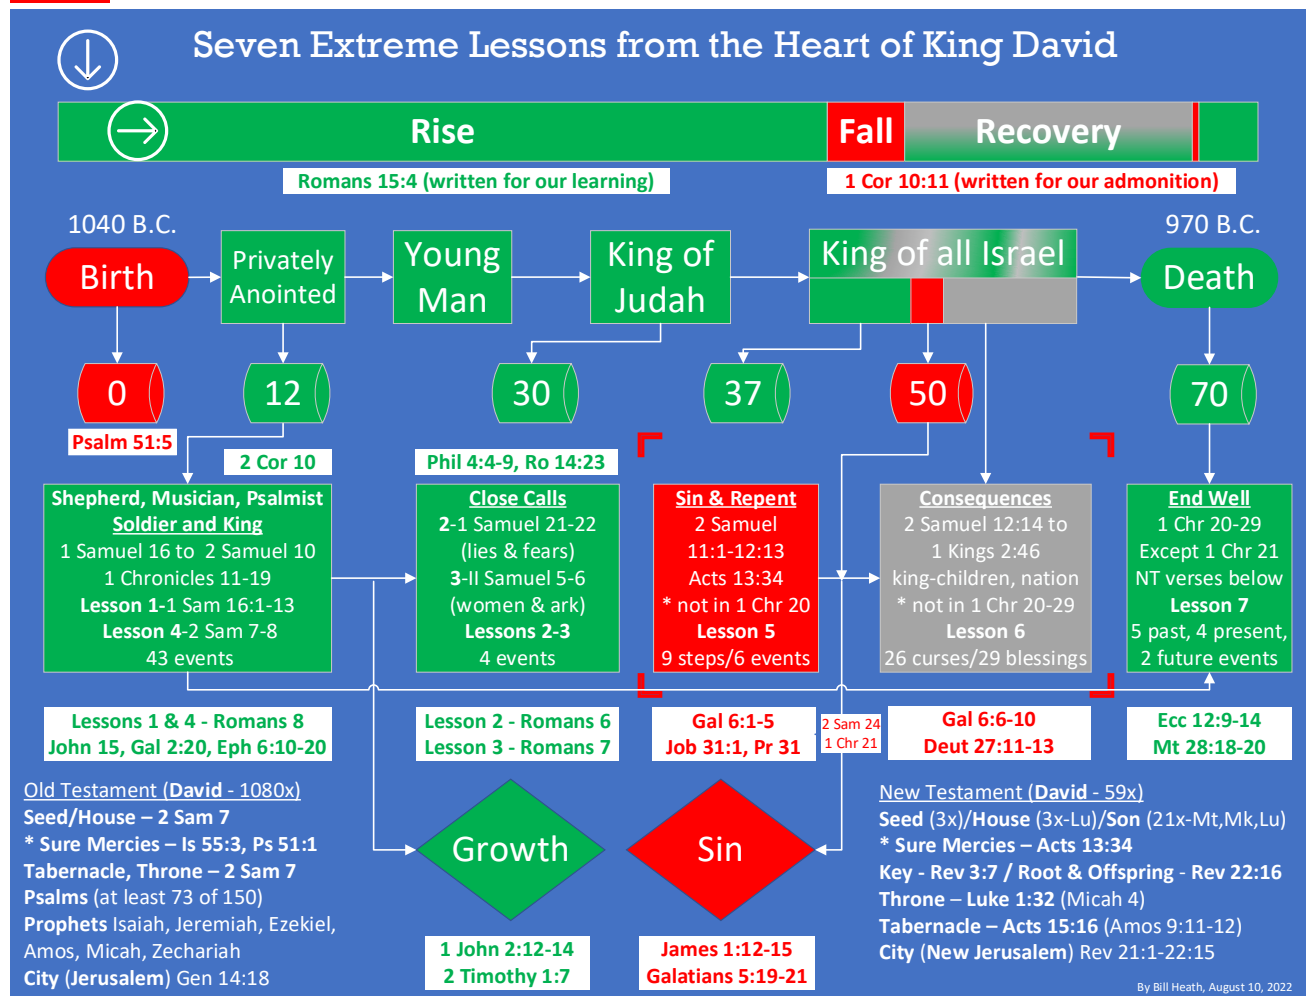 Seven Extreme Lessons from the Heart of King David
Rise
Fall
Recovery
Romans 15:4 (written for our learning)
1 Cor 10:11 (written for our admonition)
1040 B.C.
970 B.C.
Birth
Privately
Anointed
Young
Man
King of
Judah
King of all Israel
Death
0
12
30
37
50
70
Psalm 51:5
2 Cor 10
Phil 4:4-9, Ro 14:23
Shepherd, Musician, Psalmist
Soldier and King
1 Samuel 16 to 2 Samuel 10
1 Chronicles 11-19
Lesson 1-1 Sam 16:1-13
Lesson 4-2 Sam 7-8
43 events
Close Calls
2-1 Samuel 21-22
(lies & fears)
3-II Samuel 5-6
(women & ark)
Lessons 2-3
4 events
Sin & Repent
2 Samuel
11:1-12:13
Acts 13:34
* not in 1 Chr 20
Lesson 5
9 steps/6 events
Consequences
2 Samuel 12:14 to
1 Kings 2:46
king-children, nation
* not in 1 Chr 20-29
Lesson 6
26 curses/29 blessings
End Well
1 Chr 20-29
Except 1 Chr 21
NT verses below
Lesson 7
5 past, 4 present,
2 future events
Lessons 1 & 4 - Romans 8
John 15, Gal 2:20, Eph 6:10-20
Lesson 2 - Romans 6
Lesson 3 - Romans 7
Gal 6:1-5
Job 31:1, Pr 31
2 Sam 24
1 Chr 21
Gal 6:6-10
Deut 27:11-13
Ecc 12:9-14
Mt 28:18-20
Old Testament (David - 1080x)
Seed/House – 2 Sam 7
* Sure Mercies – Is 55:3, Ps 51:1
Tabernacle, Throne – 2 Sam 7
Psalms (at least 73 of 150)
Prophets Isaiah, Jeremiah, Ezekiel,
Amos, Micah, Zechariah
City (Jerusalem) Gen 14:18
Growth
1 John 2:12-14
2 Timothy 1:7
Sin
James 1:12-15
Galatians 5:19-21
New Testament (David - 59x)
Seed (3x)/House (3x-Lu)/Son (21x-Mt,Mk,Lu)
* Sure Mercies – Acts 13:34
Key - Rev 3:7 / Root & Offspring - Rev 22:16
Throne – Luke 1:32 (Micah 4)
Tabernacle – Acts 15:16 (Amos 9:11-12)
City (New Jerusalem) Rev 21:1-22:15
By Bill Heath, August 10, 2022